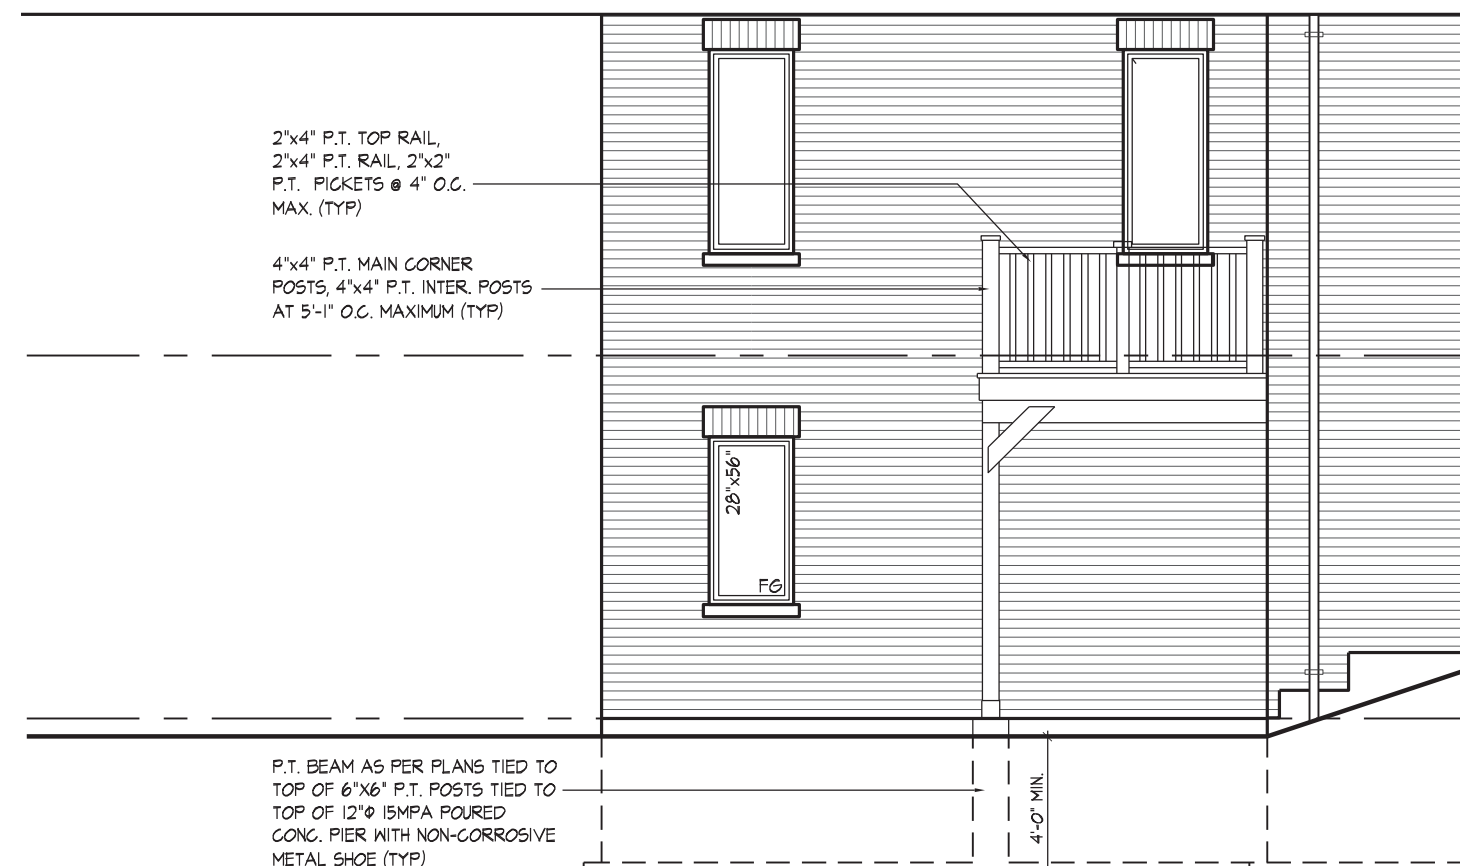 2"x4" P.T. TOP RAIL,
2"x4" P.T. RAIL, 2"x2"
P.T. PICKETS @ 4" O.C.
MAX. (TYP)
4"x4" P.T. MAIN CORNER
POSTS, 4"x4" P.T. INTER. POSTS
AT 5'-1" O.C. MAXIMUM (TYP)
28"x56"
FG
P.T. BEAM AS PER PLANS TIED TO
TOP OF 6"X6" P.T. POSTS TIED TO
TOP OF 12"Φ 15MPA POURED
CONC. PIER WITH NON-CORROSIVE
METAL SHOE (TYP)
4'-0" MIN.